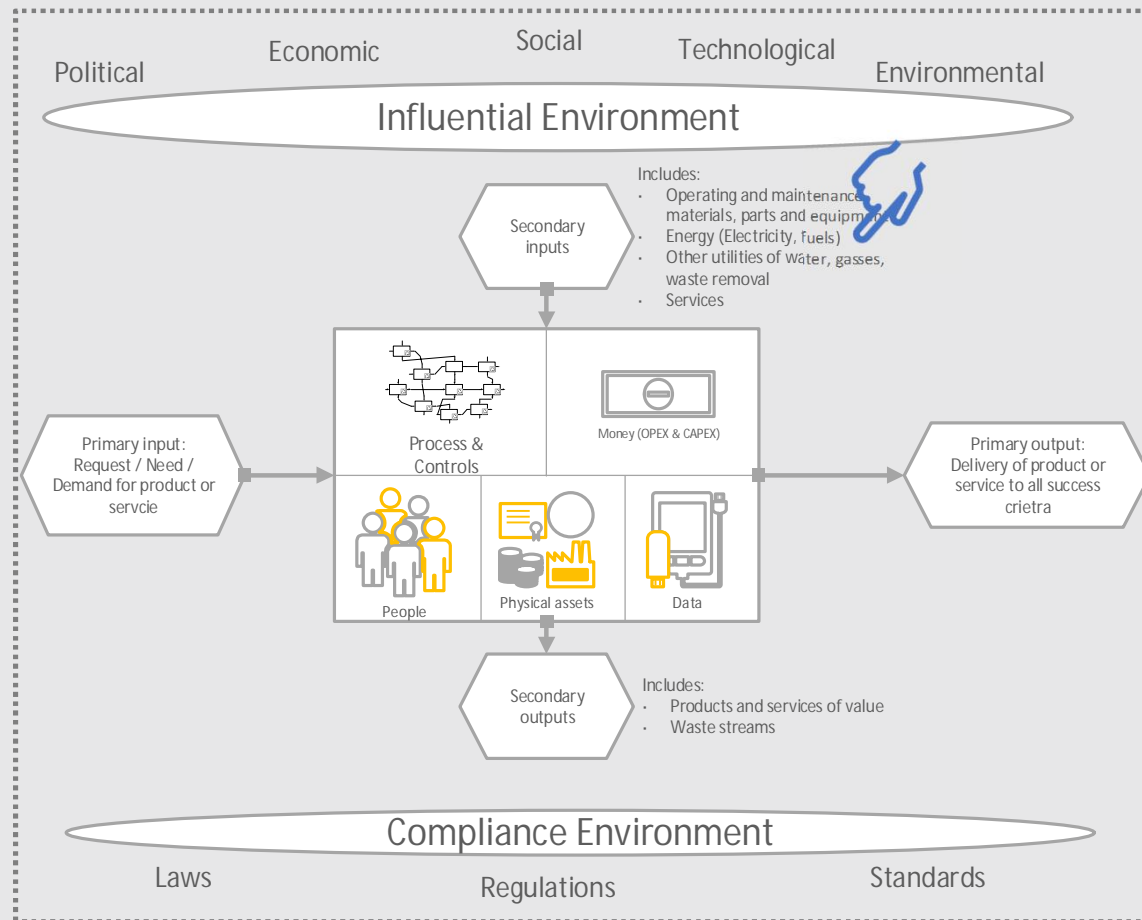 Political
Economic
Social
Technological
Environmental
Influential Environment
Secondary
inputs
Includes:
· Operating and maintenance
materials, parts and equipment
· Energy (Electricity, fuels)
· Other utilities of water, gasses,
waste removal
· Services
Process &
Controls
Money (OPEX & CAPEX)
Primary input:
Request / Need /
Demand for product or
servcie
Primary output:
Delivery of product or
service to all success
crietra
People
Physical assets
Data
Secondary
outputs
Includes:
· Products and services of value
· Waste streams
Compliance Environment
Laws
Regulations
Standards